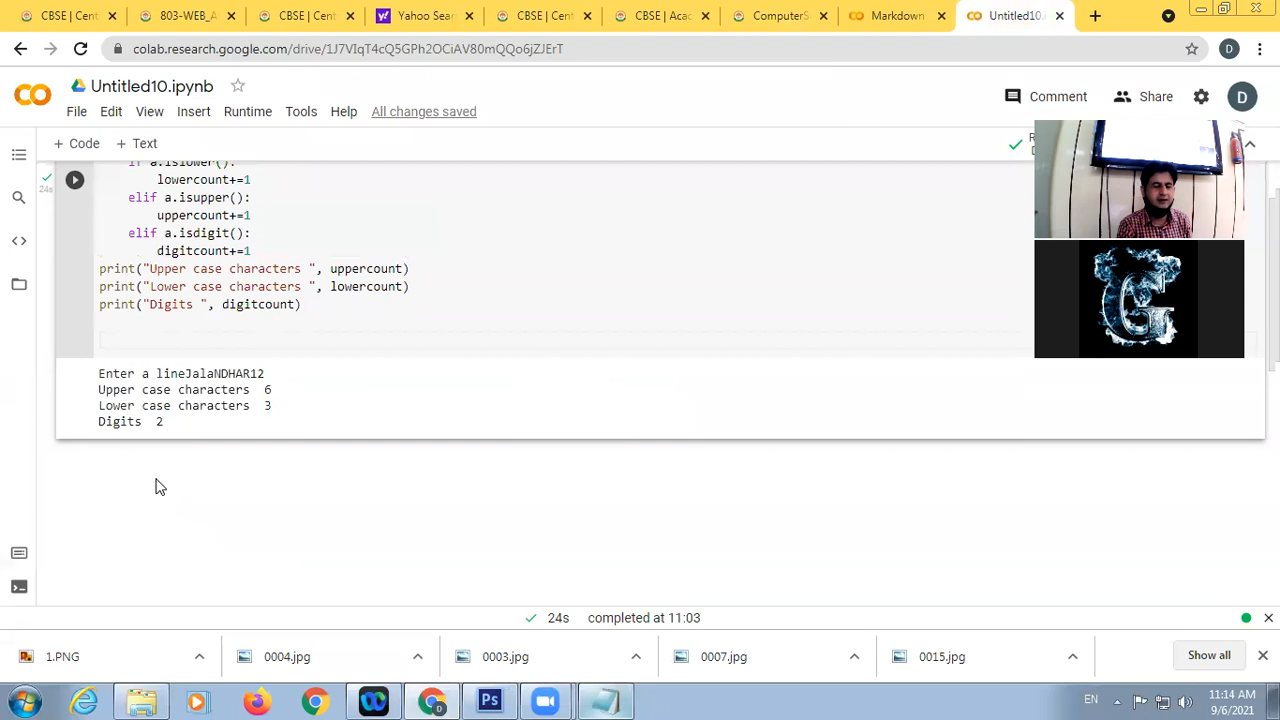 CBSE | Cent
803-WEB_A
CBSE | Cent
Yahoo Sear
CBSE | Cent
CBSE | Acac
ComputerS
Markdown
Untitled10.i
colab.research.google.com/drive/1J7VIqT4cQ5GPh2OCiAV80mQQo6jZJErT
D
Untitled10.ipynb
File Edit View Insert Runtime Tools Help All changes saved
Comment Share D
+ Code + Text
if a.islower():
24s
lowercount+=1
elif a.isupper():
uppercount+=1
elif a.isdigit():
digitcount+=1
print("Upper case characters ", uppercount)
print("Lower case characters ", lowercount)
print("Digits ", digitcount)
G
Enter a lineJalaNDHAR12
Upper case characters  6
Lower case characters  3
Digits  2
24s completed at 11:03
1.PNG
0004.jpg
0003.jpg
0007.jpg
0015.jpg
Show all
D
Ps
EN
11:14 AM
9/6/2021